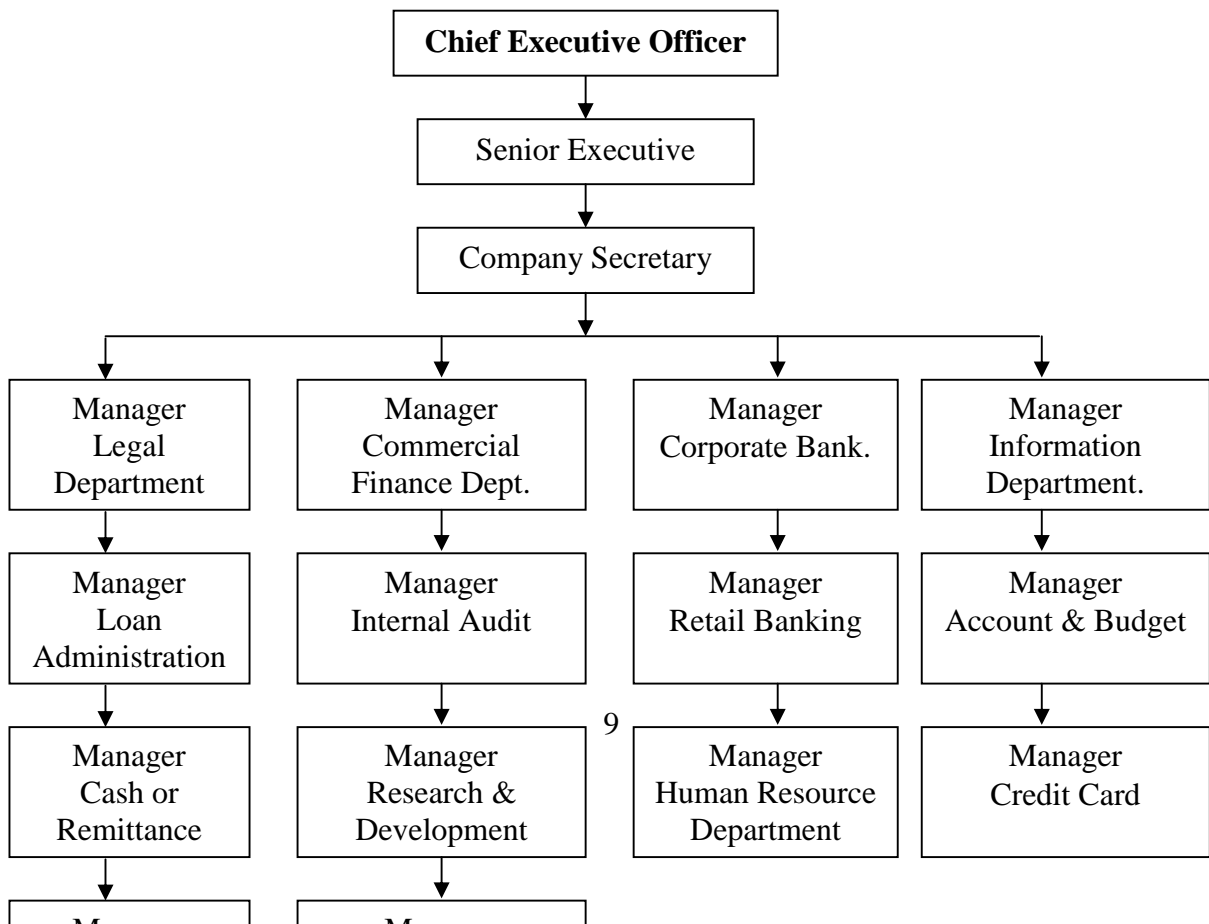 Chief Executive Officer
Senior Executive
Company Secretary
Manager
Legal
Department
Manager
Commercial
Finance Dept.
Manager
Corporate Bank.
Manager
Information
Department.
Manager
Loan
Administration
Manager
Internal Audit
Manager
Retail Banking
Manager
Account & Budget
9
Manager
Cash or
Remittance
Manager
Research &
Development
Manager
Human Resource
Department
Manager
Credit Card